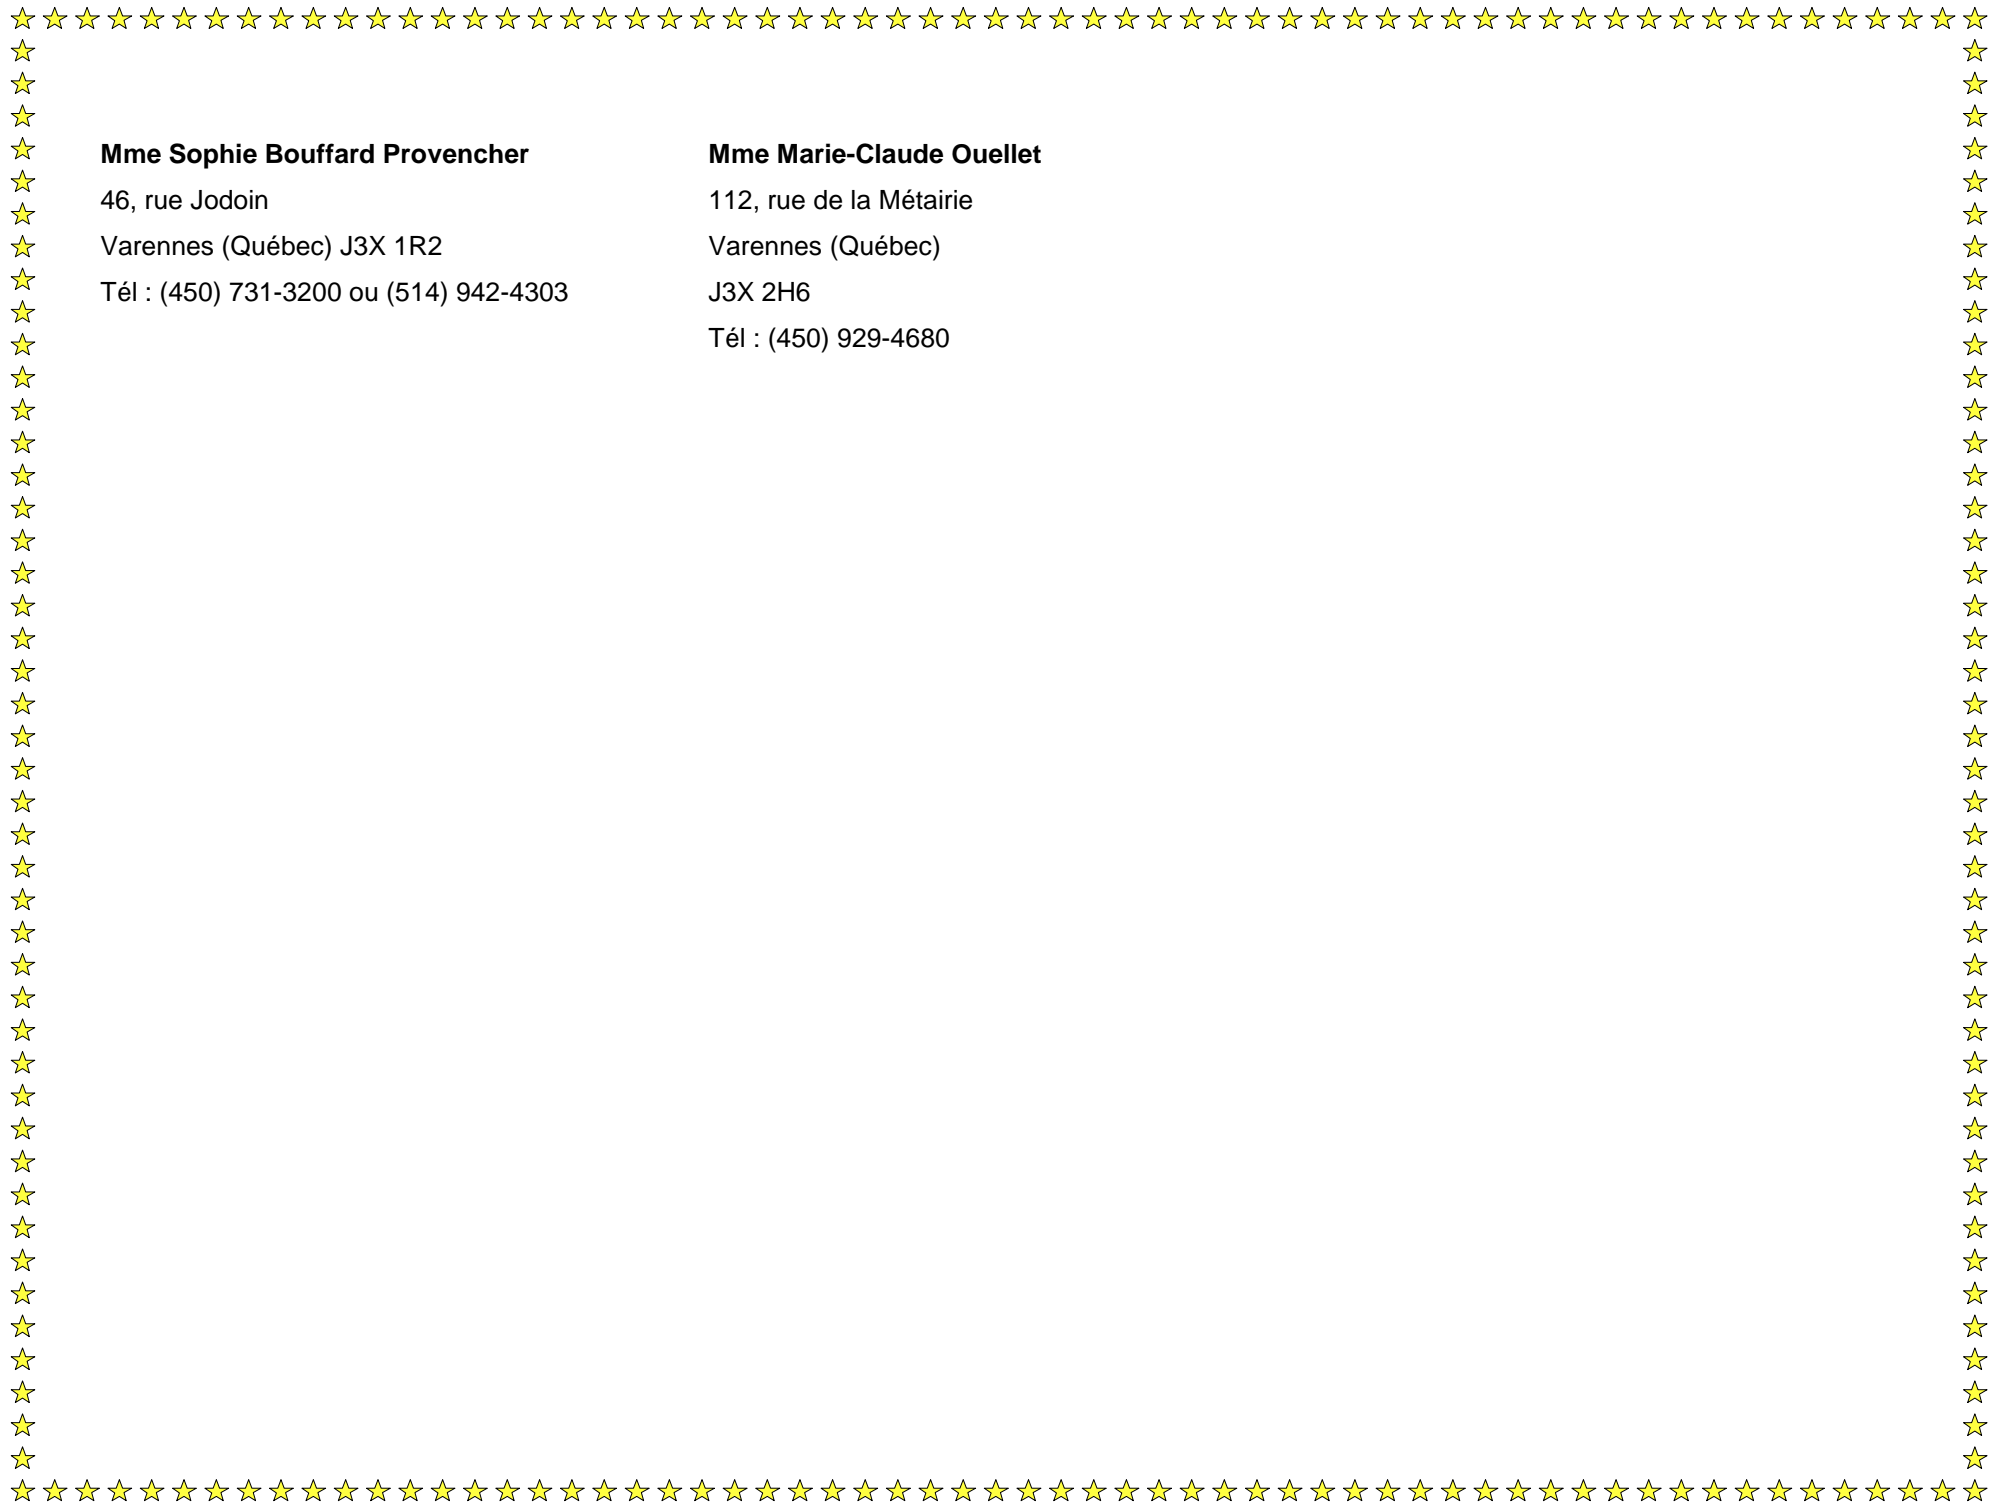 Mme Sophie Bouffard Provencher
46, rue Jodoin
Varennes (Québec) J3X 1R2
Tél : (450) 731-3200 ou (514) 942-4303
Mme Marie-Claude Ouellet
112, rue de la Métairie
Varennes (Québec)
J3X 2H6
Tél : (450) 929-4680